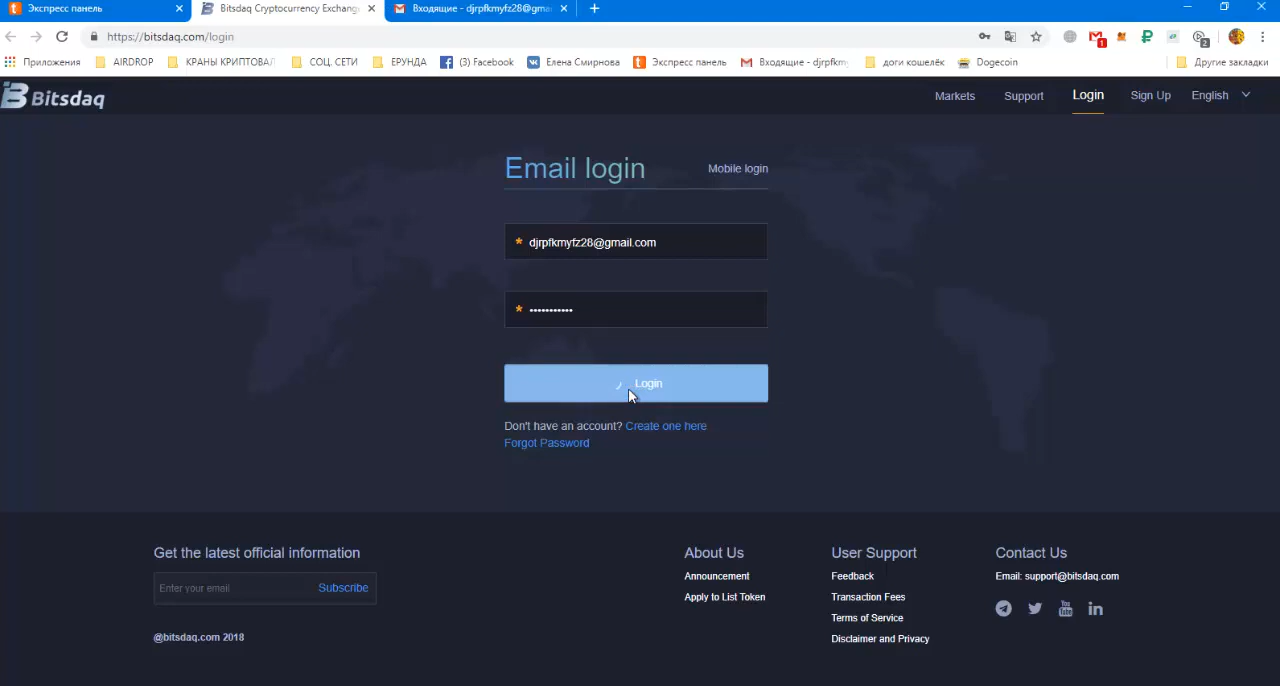 Экспресс панель
Bitsdaq Cryptocurrency Exchang
Входящие - djrpfkmyfz28@gma
https://bitsdaq.com/login
1
2
Приложения
AIRDROP
КРАНЫ КРИПТОВАЛ
СОЦ. СЕТИ
ЕРУНДА
(3) Facebook
Елена Смирнова
Экспресс панель
Входящие - djrpfkmy
доги кошелёк
Dogecoin
Другие закладки
Bitsdaq
Markets
Support
Login
Sign Up
English
Email login
Mobile login
* djrpfkmyfz28@gmail.com
* •••••••••••
Login
Don't have an account? Create one here
Forgot Password
Get the latest official information
Enter your email
Subscribe
@bitsdaq.com 2018
About Us
Announcement
Apply to List Token
User Support
Feedback
Transaction Fees
Terms of Service
Disclaimer and Privacy
Contact Us
Email: support@bitsdaq.com